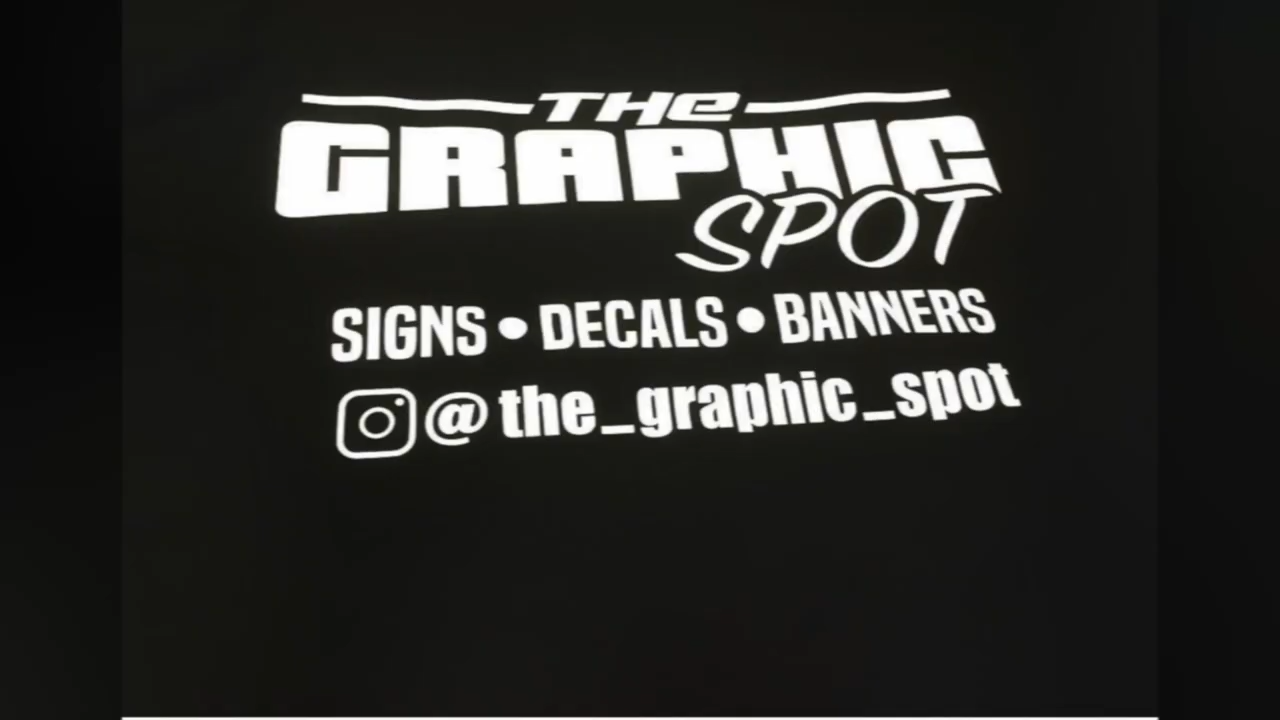 THe
GRAPHIC
SPOT
SIGNS • DECALS • BANNERS
@the_graphic_spot